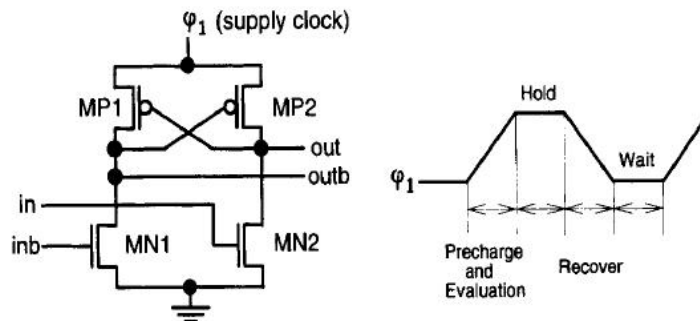 φ1 (supply clock)
MP1
MP2
out
outb
in
inb
MN1
MN2
Hold
Wait
φ1
Precharge
and
Evaluation
Recover